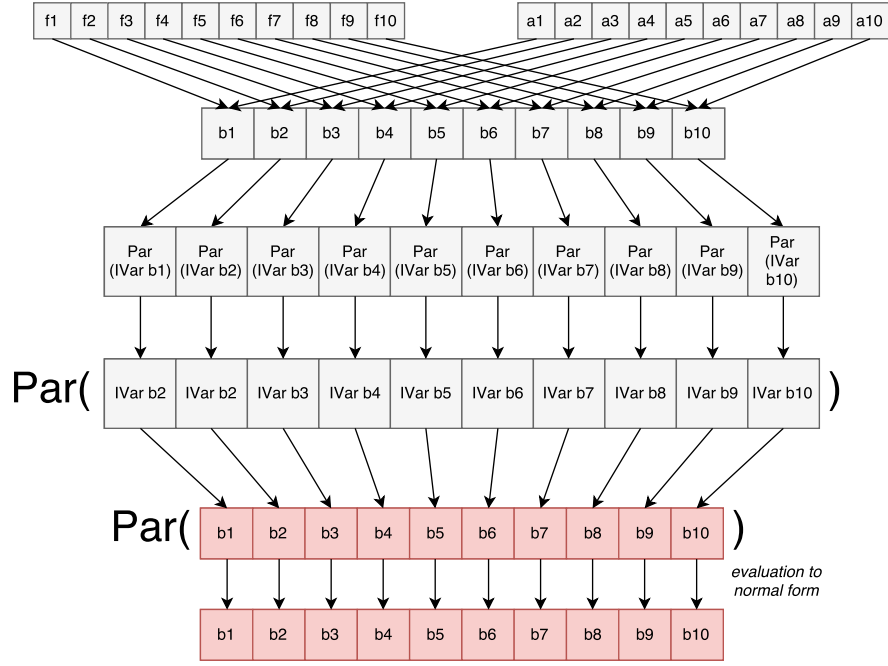 f1 f2 f3 f4 f5 f6 f7 f8 f9 f10 a1 a2 a3 a4 a5 a6 a7 a8 a9 a10
b1 b2 b3 b4 b5 b6 b7 b8 b9 b10
Par (IVar b1) Par (IVar b2) Par (IVar b3) Par (IVar b4) Par (IVar b5) Par (IVar b6) Par (IVar b7) Par (IVar b8) Par (IVar b9) Par (IVar b10)
Par( IVar b2 IVar b2 IVar b3 IVar b4 IVar b5 IVar b6 IVar b7 IVar b8 IVar b9 IVar b10 )
Par( b1 b2 b3 b4 b5 b6 b7 b8 b9 b10 )
evaluation to
normal form
b1 b2 b3 b4 b5 b6 b7 b8 b9 b10